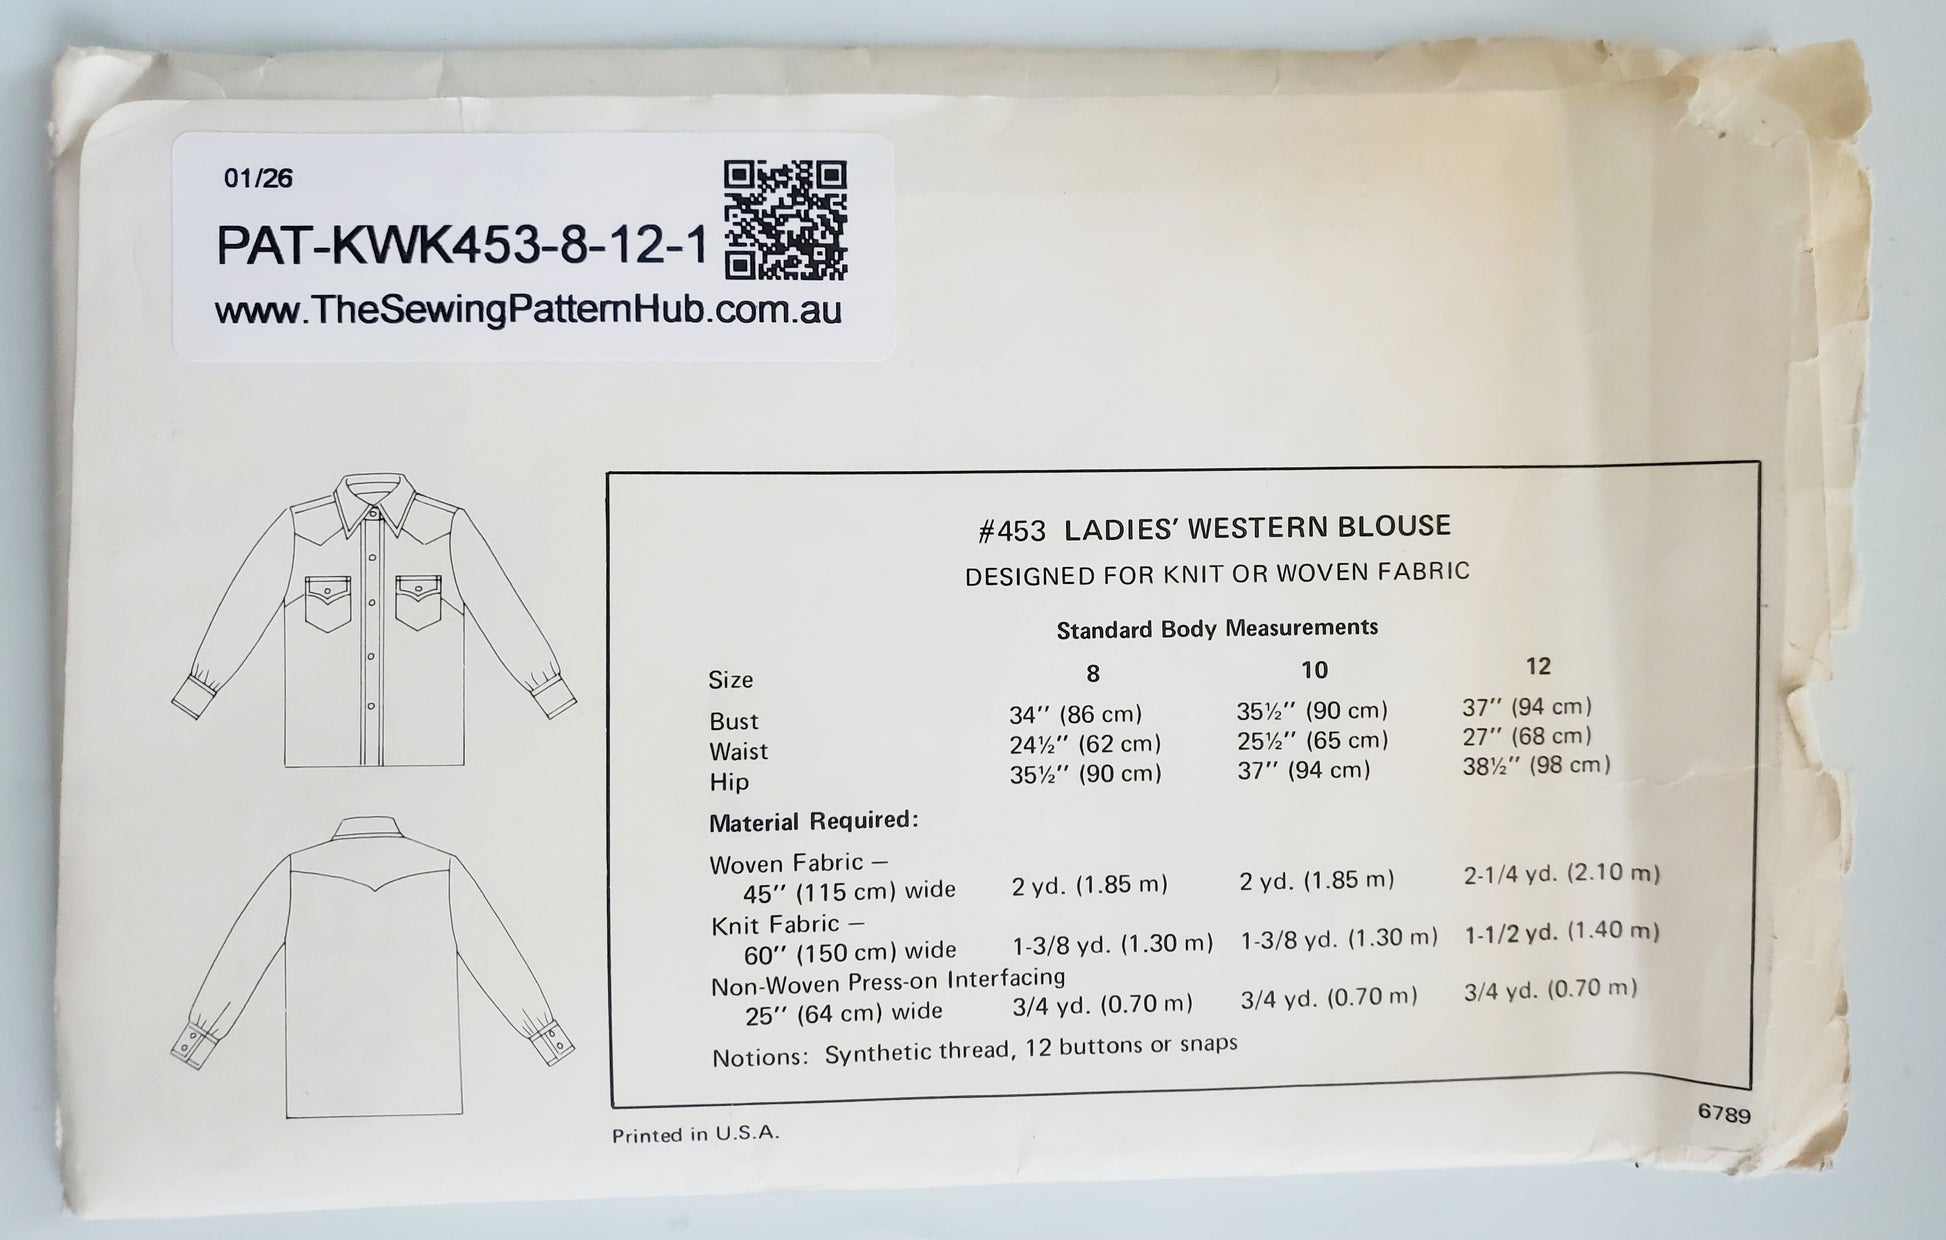 01/26
PAT-KWK453-8-12-1
www.TheSewingPatternHub.com.au
#453 LADIES' WESTERN BLOUSE
DESIGNED FOR KNIT OR WOVEN FABRIC
Standard Body Measurements
Size 8 10 12
Bust 34'' (86 cm) 35½'' (90 cm) 37'' (94 cm)
Waist 24½'' (62 cm) 25½'' (65 cm) 27'' (68 cm)
Hip 35½'' (90 cm) 37'' (94 cm) 38½'' (98 cm)
Material Required:
Woven Fabric —
45'' (115 cm) wide 2 yd. (1.85 m) 2 yd. (1.85 m) 2-1/4 yd. (2.10 m)
Knit Fabric —
60'' (150 cm) wide 1-3/8 yd. (1.30 m) 1-3/8 yd. (1.30 m) 1-1/2 yd. (1.40 m)
Non-Woven Press-on Interfacing
25'' (64 cm) wide 3/4 yd. (0.70 m) 3/4 yd. (0.70 m) 3/4 yd. (0.70 m)
Notions: Synthetic thread, 12 buttons or snaps
6789
Printed in U.S.A.